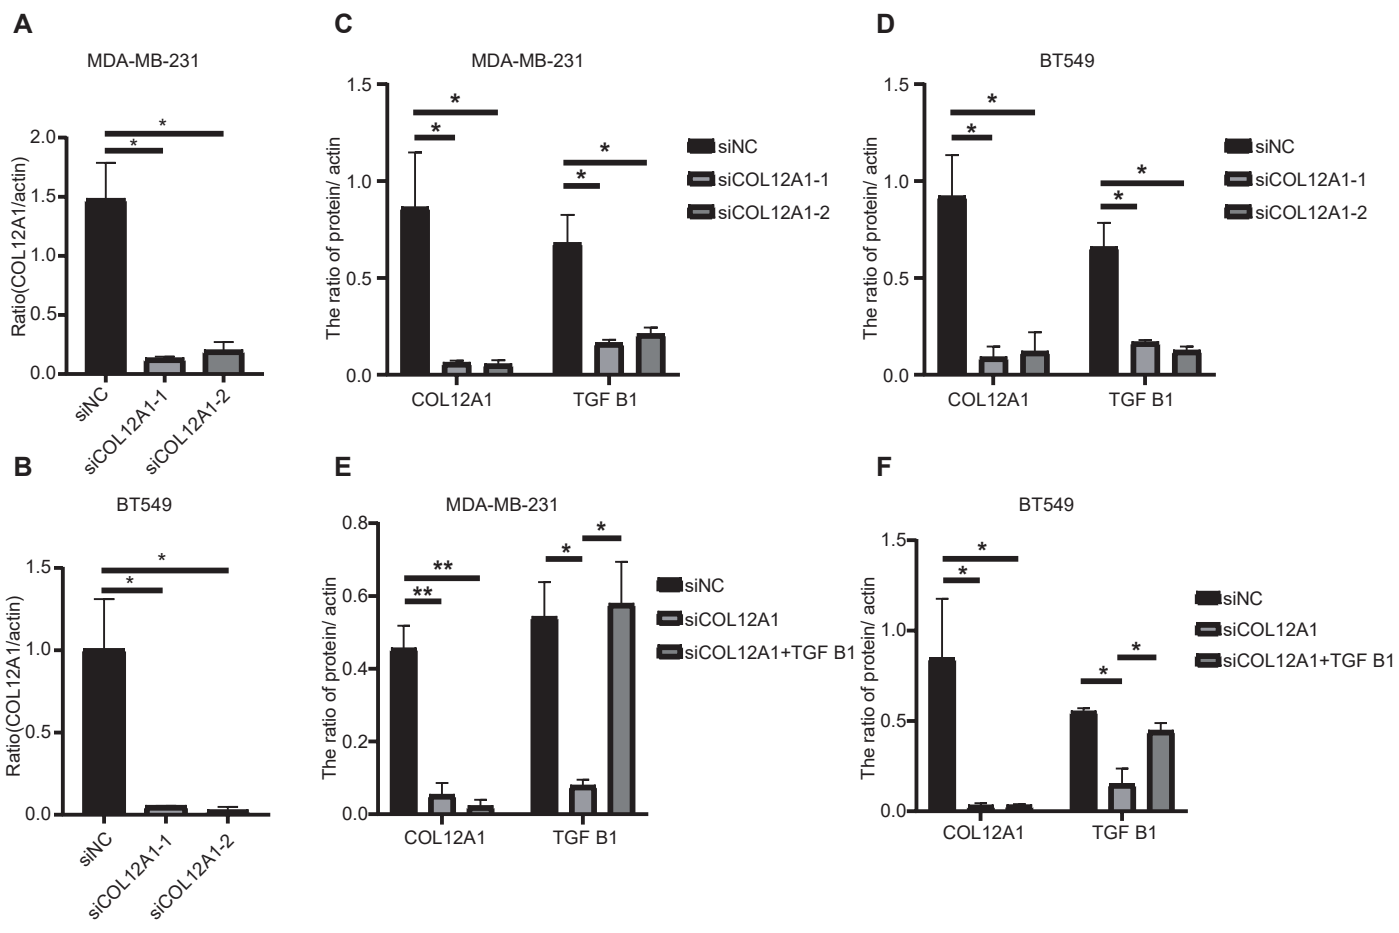 A
MDA-MB-231
Ratio(COL12A1/actin)
2.0
1.5
1.0
0.5
0.0
*
*
siNC
siCOL12A1-1
siCOL12A1-2
C
MDA-MB-231
The ratio of protein/ actin
1.5
1.0
0.5
0.0
*
*
*
*
COL12A1
TGF B1
siNC
siCOL12A1-1
siCOL12A1-2
D
BT549
The ratio of protein/ actin
1.5
1.0
0.5
0.0
*
*
*
*
COL12A1
TGF B1
siNC
siCOL12A1-1
siCOL12A1-2
B
BT549
Ratio(COL12A1/actin)
1.5
1.0
0.5
0.0
*
*
siNC
siCOL12A1-1
siCOL12A1-2
E
MDA-MB-231
The ratio of protein/ actin
0.8
0.6
0.4
0.2
0.0
**
**
*
*
COL12A1
TGF B1
siNC
siCOL12A1
siCOL12A1+TGF B1
F
BT549
The ratio of protein/ actin
1.5
1.0
0.5
0.0
*
*
*
*
COL12A1
TGF B1
siNC
siCOL12A1
siCOL12A1+TGF B1